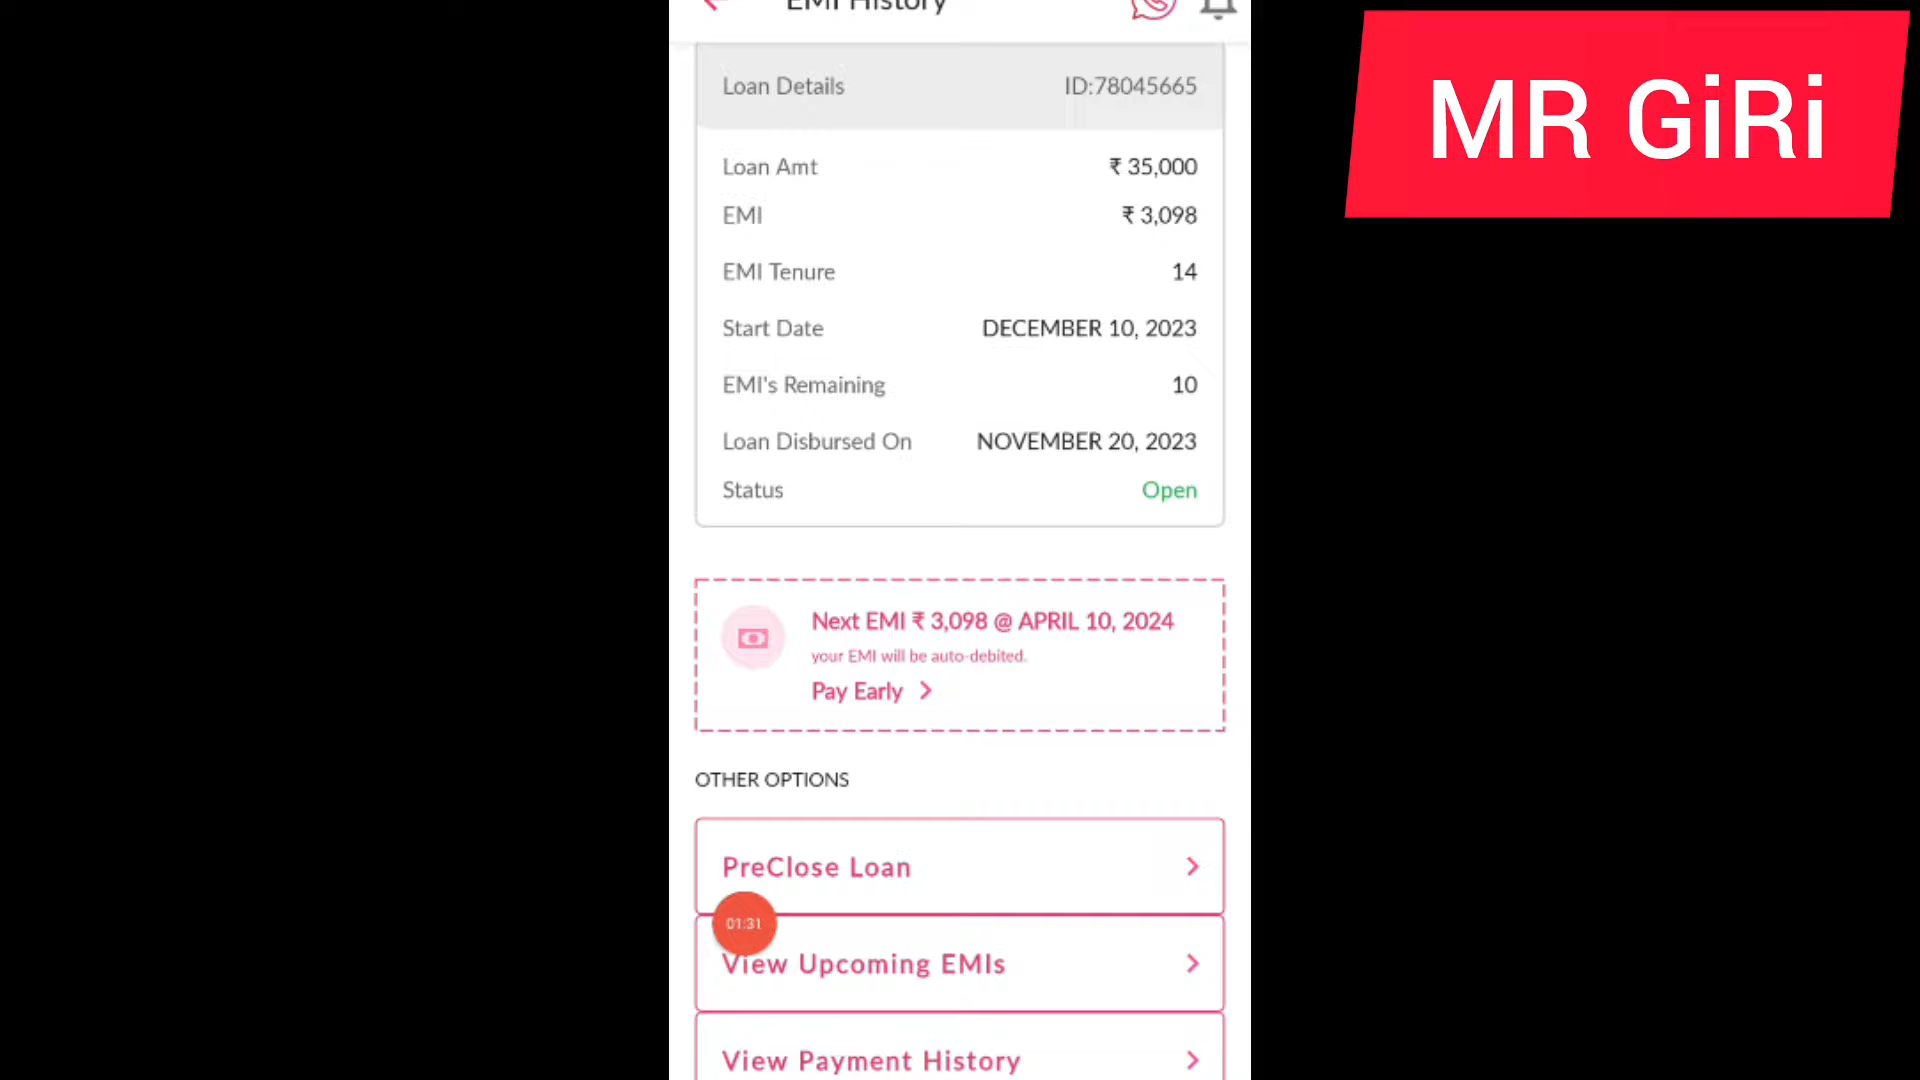 EMI History
MR GiRi
Loan Details ID:78045665
Loan Amt ₹ 35,000
EMI ₹ 3,098
EMI Tenure 14
Start Date DECEMBER 10, 2023
EMI's Remaining 10
Loan Disbursed On NOVEMBER 20, 2023
Status Open
Next EMI ₹ 3,098 @ APRIL 10, 2024
your EMI will be auto-debited.
Pay Early
OTHER OPTIONS
PreClose Loan
01:31
View Upcoming EMIs
View Payment History